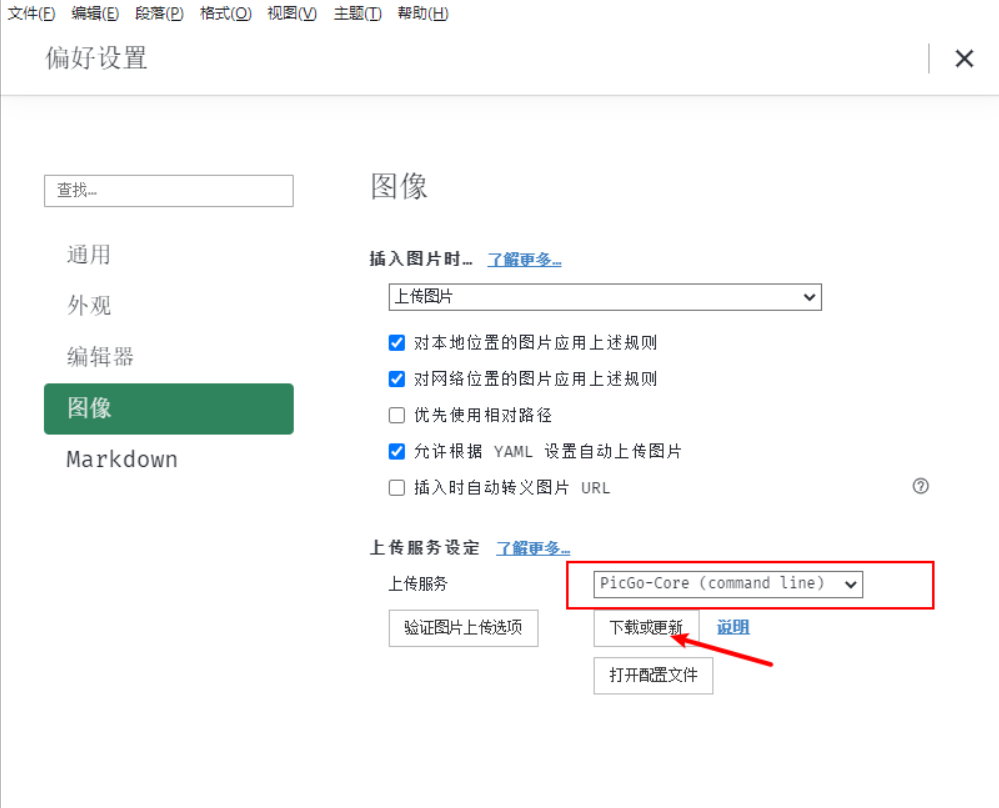 文件(F) 编辑(E) 段落(P) 格式(O) 视图(V) 主题(T) 帮助(H)
偏好设置
查找…
通用
外观
编辑器
图像
Markdown
图像
插入图片时… 了解更多…
上传图片
对本地位置的图片应用上述规则
对网络位置的图片应用上述规则
优先使用相对路径
允许根据 YAML 设置自动上传图片
插入时自动转义图片 URL
上传服务设定 了解更多…
上传服务 PicGo-Core (command line)
验证图片上传选项 下载或更新 说明
打开配置文件